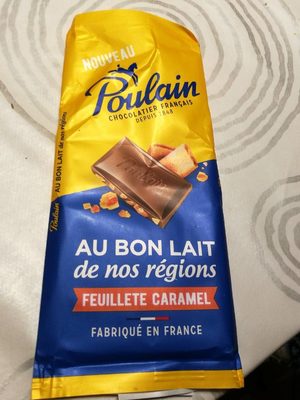 NOUVEAU
Poulain
CHOCOLATIER FRANÇAIS
DEPUIS 1848
AU BON LAIT
de nos régions
FEUILLETE CARAMEL
FABRIQUÉ EN FRANCE
Poulain AU BON LAIT de nos régions